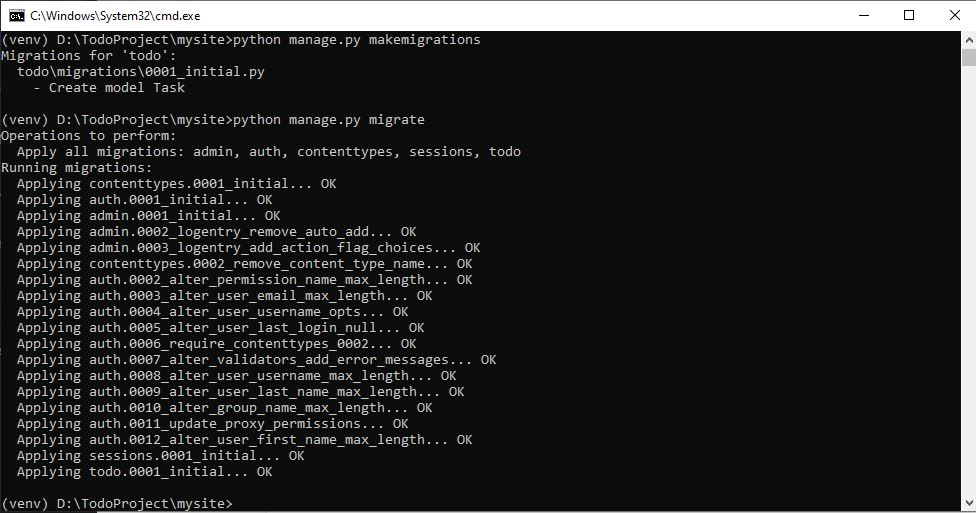 C:\Windows\System32\cmd.exe
(venv) D:\TodoProject\mysite>python manage.py makemigrations
Migrations for 'todo':
  todo\migrations\0001_initial.py
    - Create model Task
(venv) D:\TodoProject\mysite>python manage.py migrate
Operations to perform:
  Apply all migrations: admin, auth, contenttypes, sessions, todo
Running migrations:
  Applying contenttypes.0001_initial... OK
  Applying auth.0001_initial... OK
  Applying admin.0001_initial... OK
  Applying admin.0002_logentry_remove_auto_add... OK
  Applying admin.0003_logentry_add_action_flag_choices... OK
  Applying contenttypes.0002_remove_content_type_name... OK
  Applying auth.0002_alter_permission_name_max_length... OK
  Applying auth.0003_alter_user_email_max_length... OK
  Applying auth.0004_alter_user_username_opts... OK
  Applying auth.0005_alter_user_last_login_null... OK
  Applying auth.0006_require_contenttypes_0002... OK
  Applying auth.0007_alter_validators_add_error_messages... OK
  Applying auth.0008_alter_user_username_max_length... OK
  Applying auth.0009_alter_user_last_name_max_length... OK
  Applying auth.0010_alter_group_name_max_length... OK
  Applying auth.0011_update_proxy_permissions... OK
  Applying auth.0012_alter_user_first_name_max_length... OK
  Applying sessions.0001_initial... OK
  Applying todo.0001_initial... OK
(venv) D:\TodoProject\mysite>